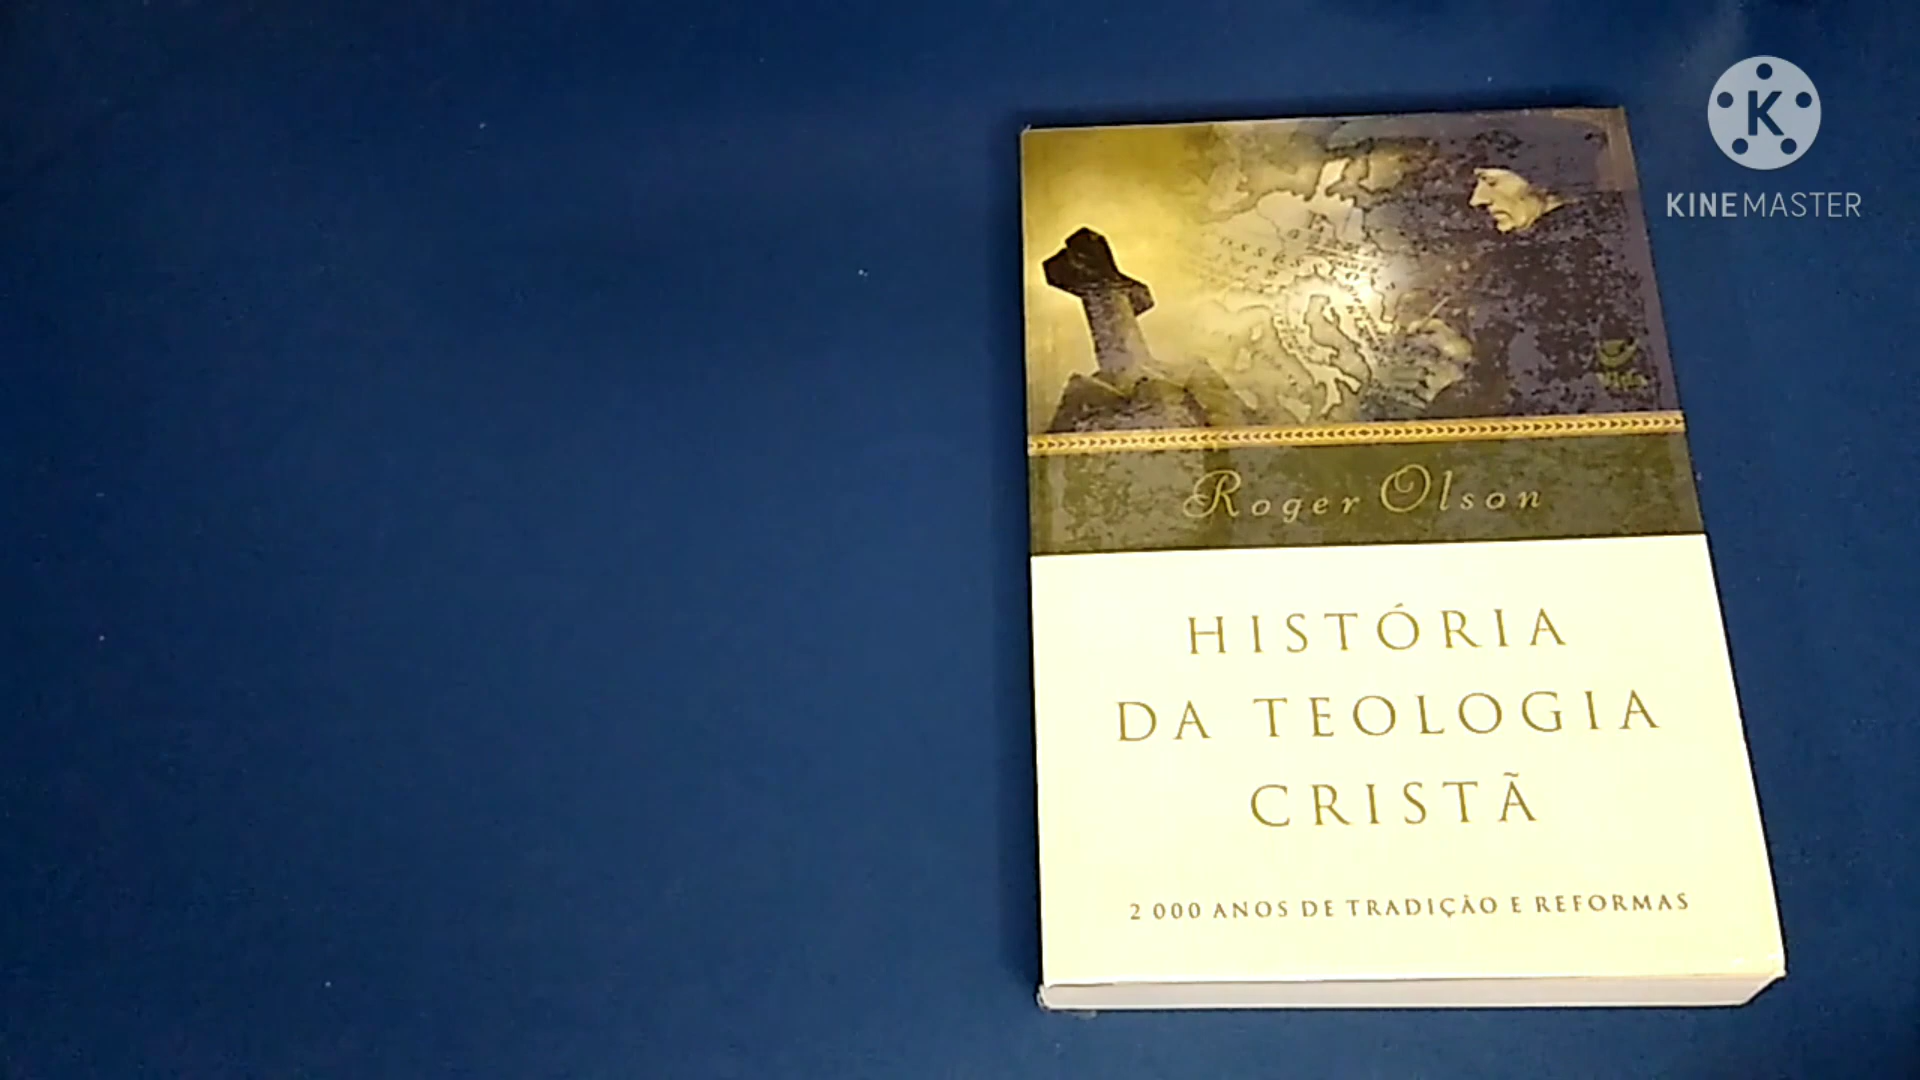 KINEMASTER
Roger Olson
HISTÓRIA
DA TEOLOGIA
CRISTÃ
2 000 ANOS DE TRADIÇÃO E REFORMAS